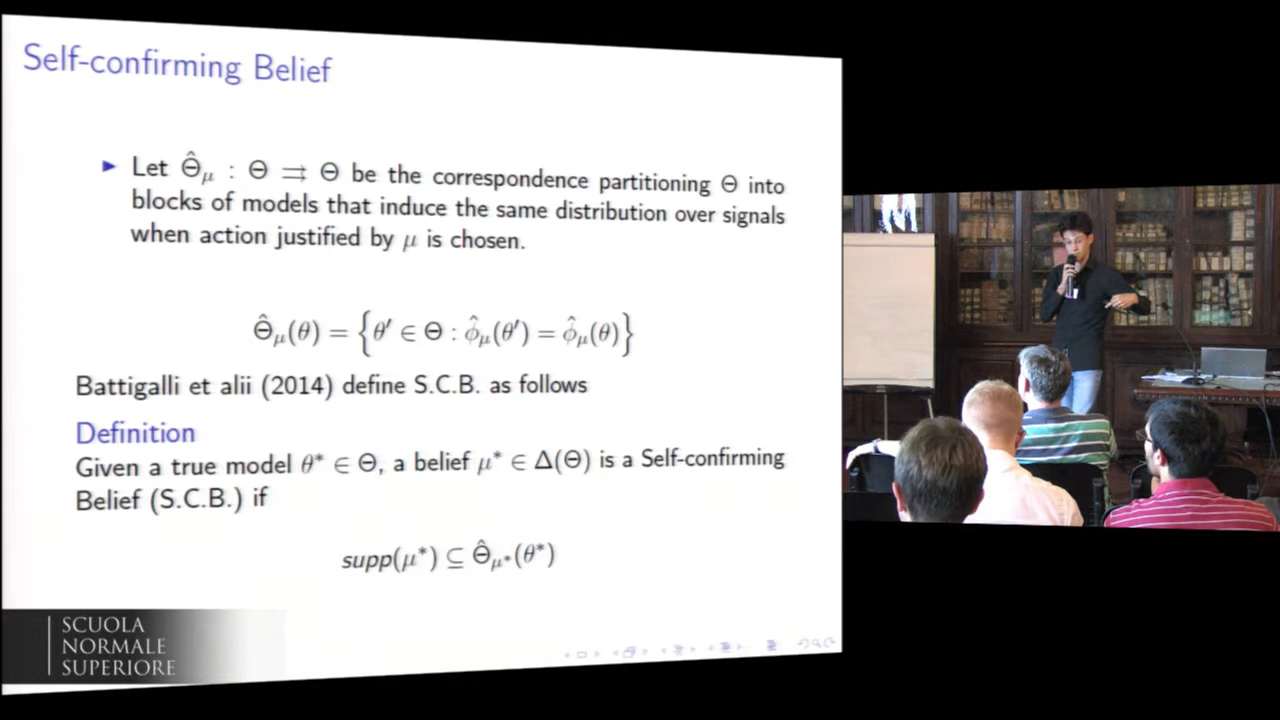 Self-confirming Belief
► Let Θ̂_μ : Θ ⇉ Θ be the correspondence partitioning Θ into
blocks of models that induce the same distribution over signals
when action justified by μ is chosen.
Θ̂_μ(θ) = {θ′ ∈ Θ : φ̂_μ(θ′) = φ̂_μ(θ)}
Battigalli et alii (2014) define S.C.B. as follows
Definition
Given a true model θ* ∈ Θ, a belief μ* ∈ Δ(Θ) is a Self-confirming
Belief (S.C.B.) if
supp(μ*) ⊆ Θ̂_μ*(θ*)
SCUOLA
NORMALE
SUPERIORE